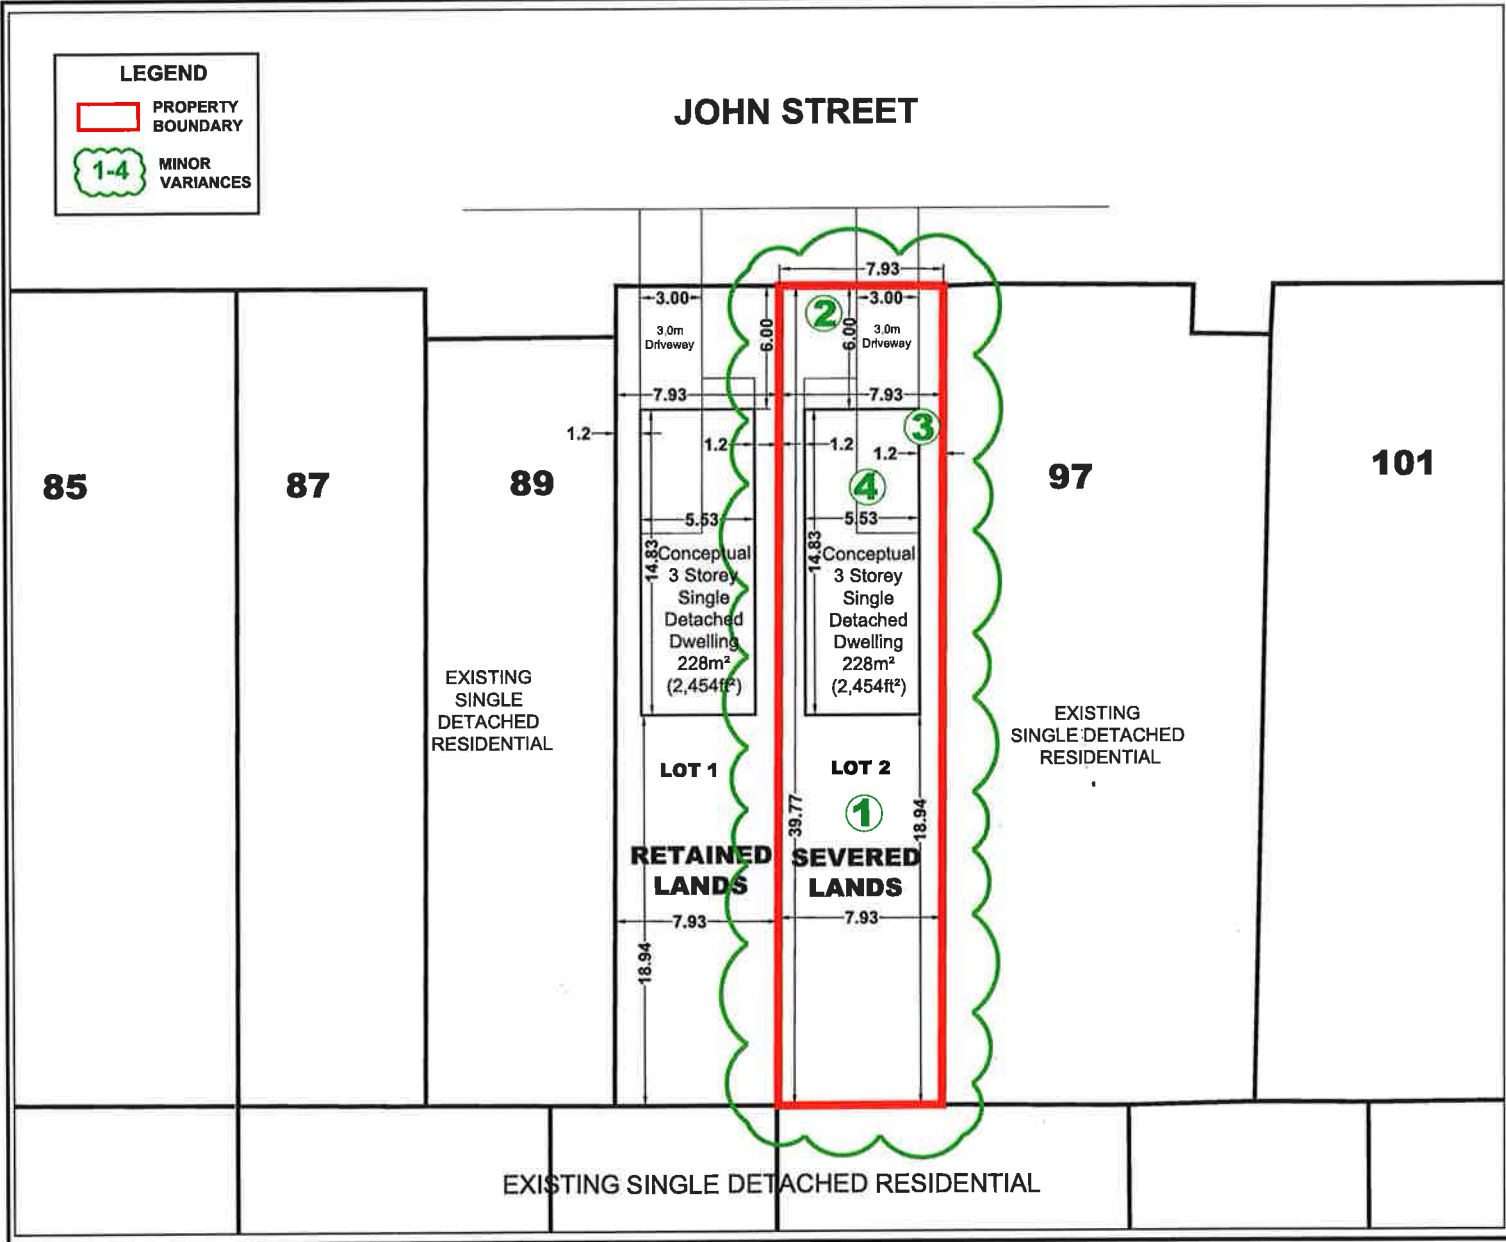 LEGEND
PROPERTY
BOUNDARY
1-4
MINOR
VARIANCES
JOHN STREET
7.93
3.00
3.0m
Driveway
6.00
2
6.00
3.00
3.0m
Driveway
7.93
7.93
1.2
1.2
1.2
1.2
3
4
85
87
89
97
101
5.53
5.53
14.83
Conceptual
3 Storey
Single
Detached
Dwelling
228m²
(2,454ft²)
14.83
Conceptual
3 Storey
Single
Detached
Dwelling
228m²
(2,454ft²)
EXISTING
SINGLE
DETACHED
RESIDENTIAL
EXISTING
SINGLE DETACHED
RESIDENTIAL
LOT 1
LOT 2
1
39.77
18.94
RETAINED
LANDS
SEVERED
LANDS
7.93
7.93
18.94
EXISTING SINGLE DETACHED RESIDENTIAL